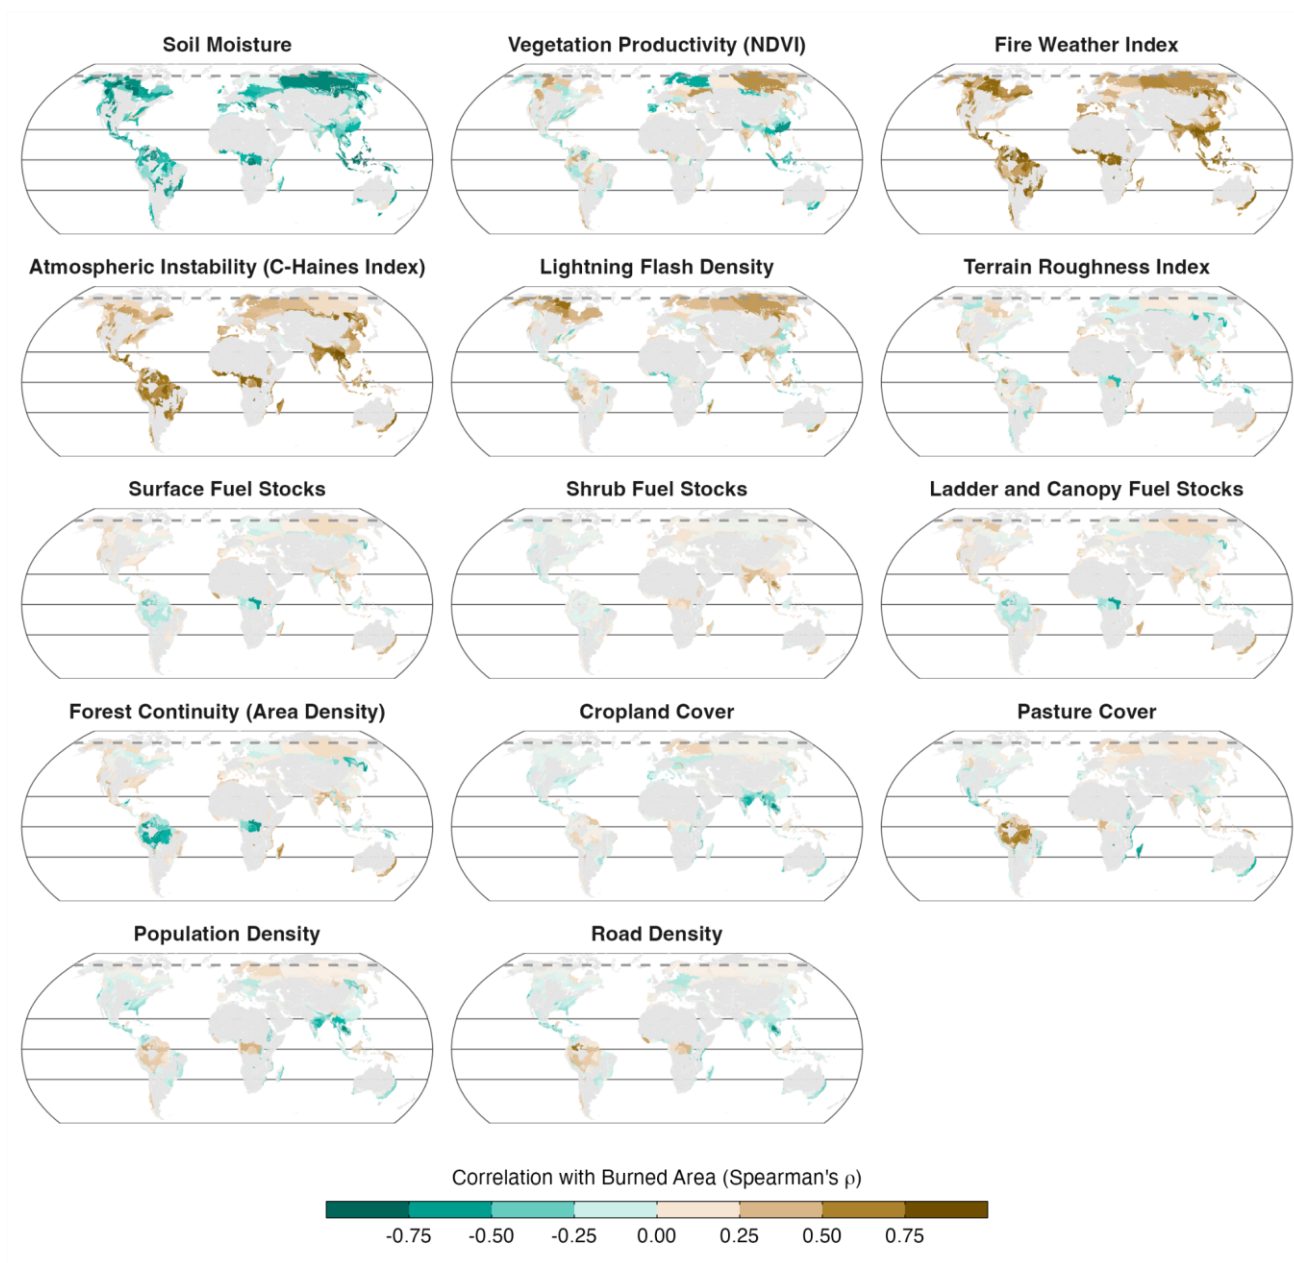 Soil Moisture
Vegetation Productivity (NDVI)
Fire Weather Index
Atmospheric Instability (C-Haines Index)
Lightning Flash Density
Terrain Roughness Index
Surface Fuel Stocks
Shrub Fuel Stocks
Ladder and Canopy Fuel Stocks
Forest Continuity (Area Density)
Cropland Cover
Pasture Cover
Population Density
Road Density
Correlation with Burned Area (Spearman's ρ)
-0.75 -0.50 -0.25 0.00 0.25 0.50 0.75